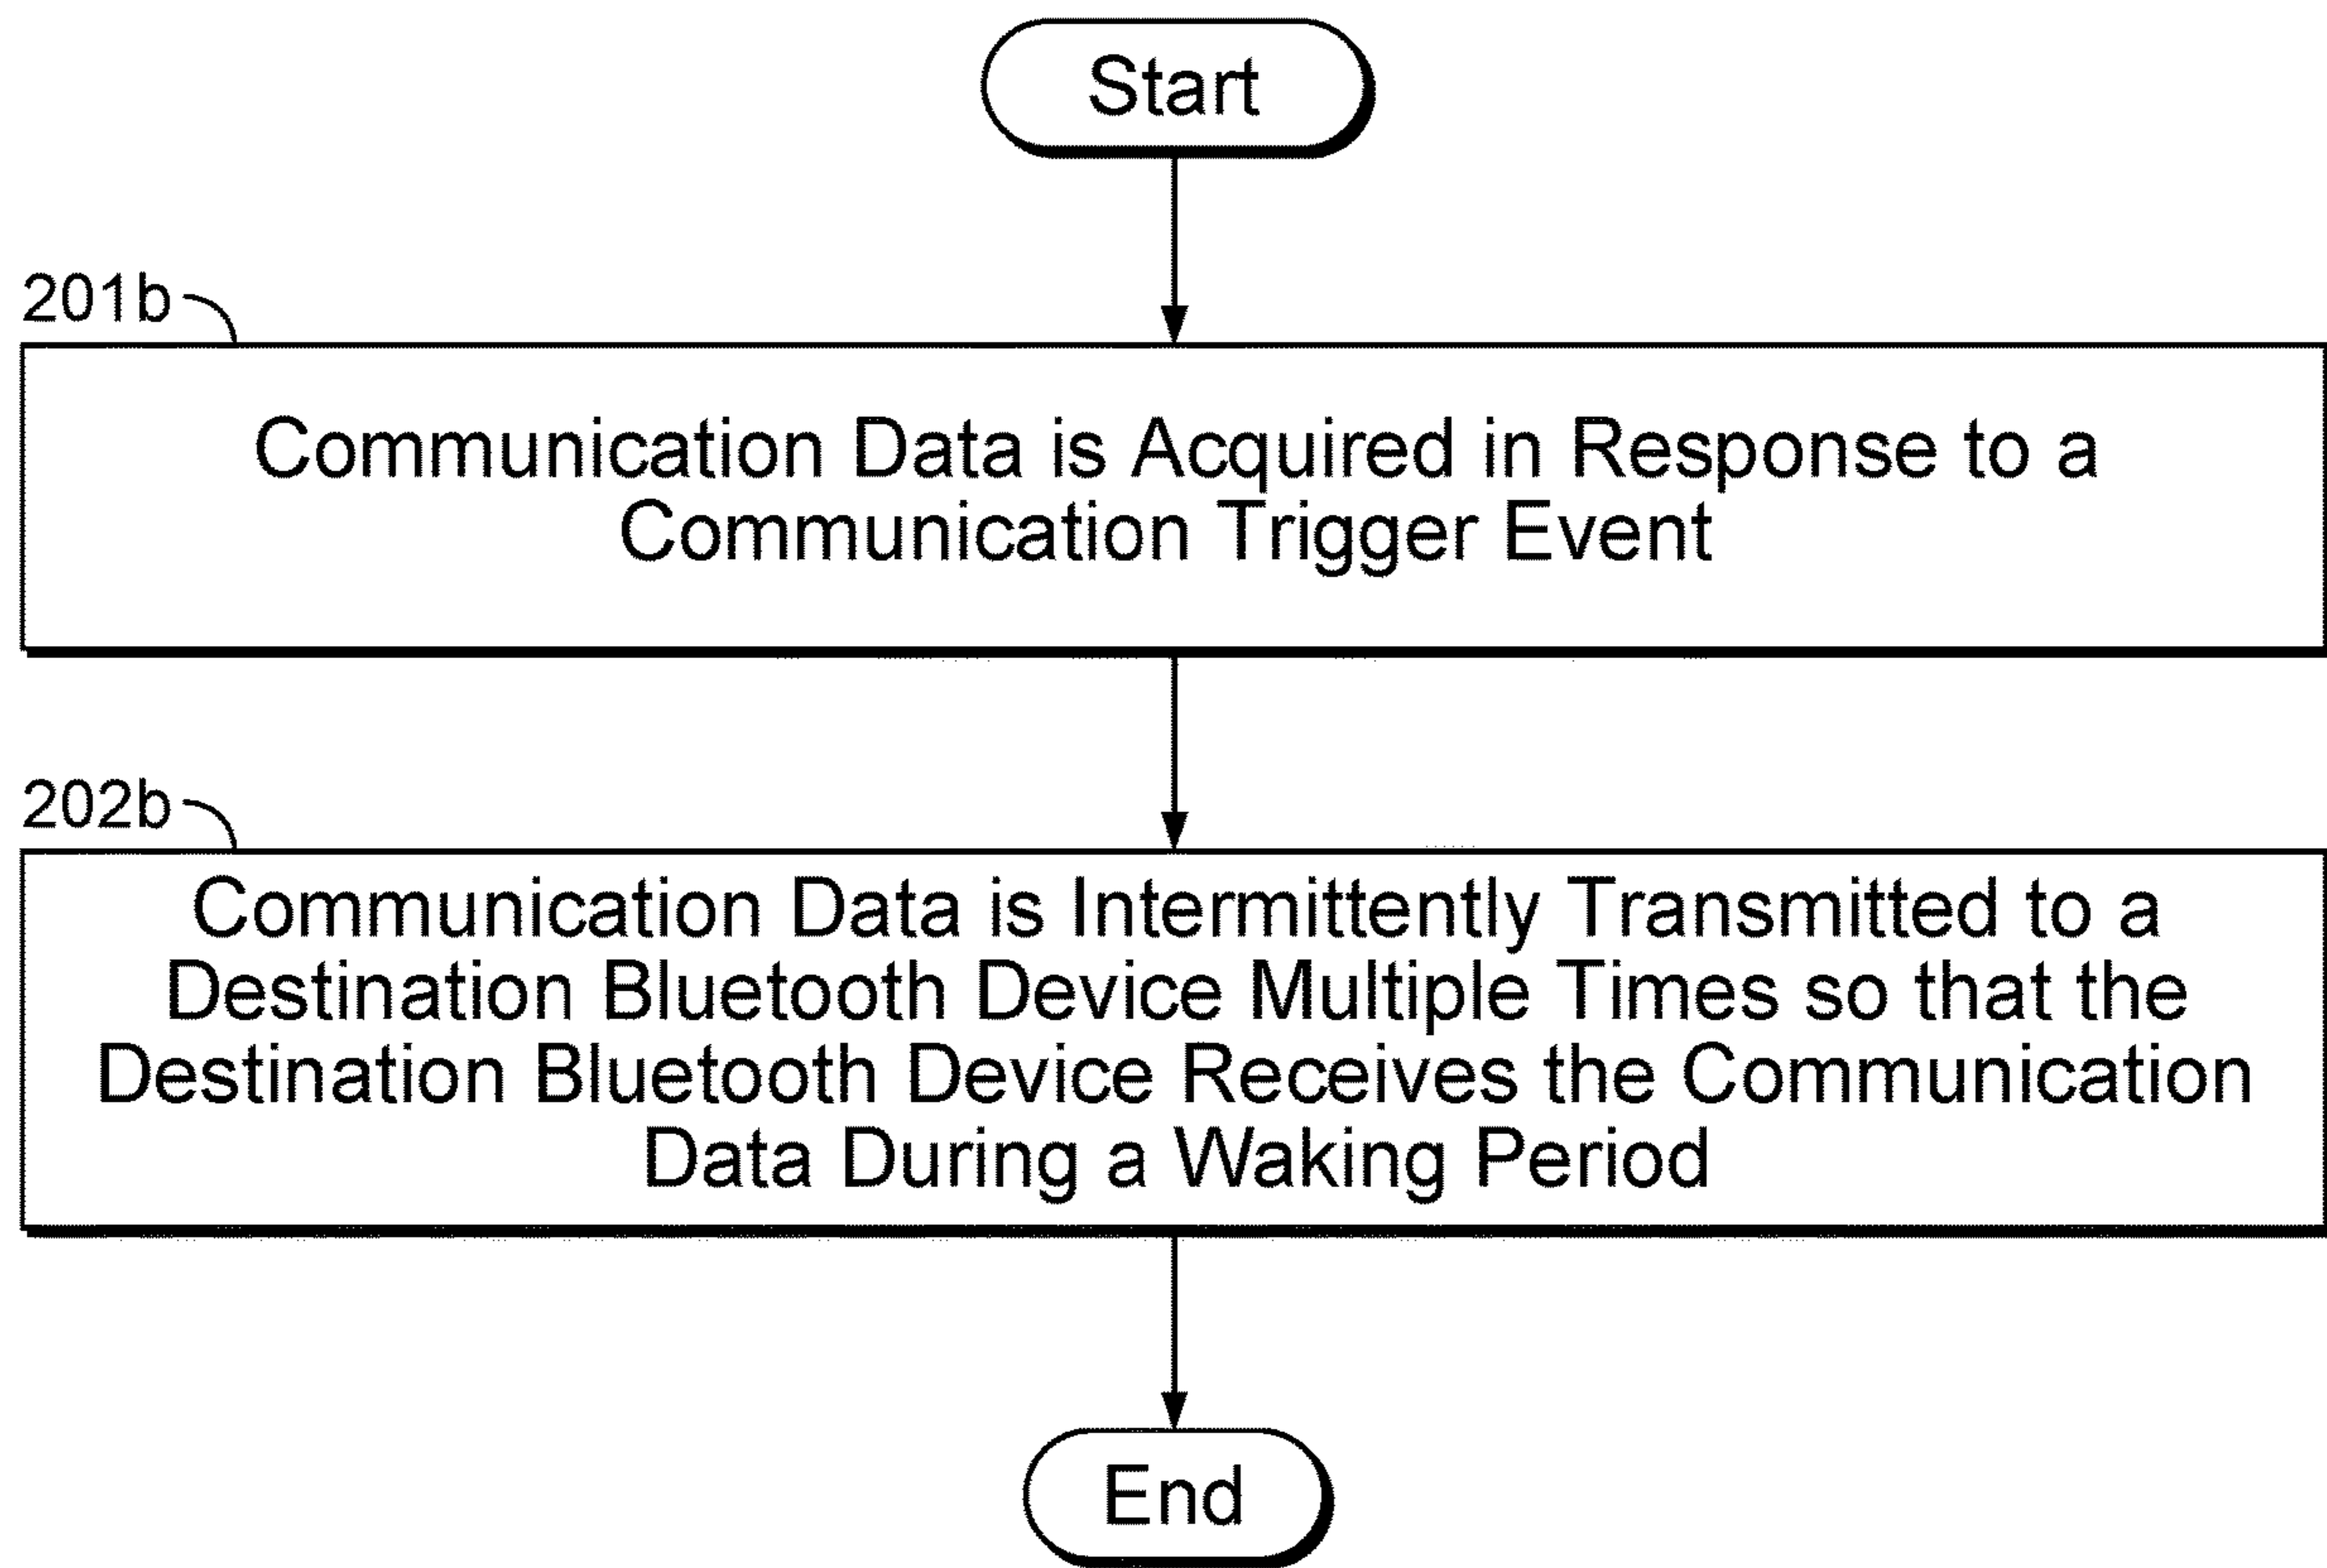 Start
201b
Communication Data is Acquired in Response to a
Communication Trigger Event
202b
Communication Data is Intermittently Transmitted to a
Destination Bluetooth Device Multiple Times so that the
Destination Bluetooth Device Receives the Communication
Data During a Waking Period
End